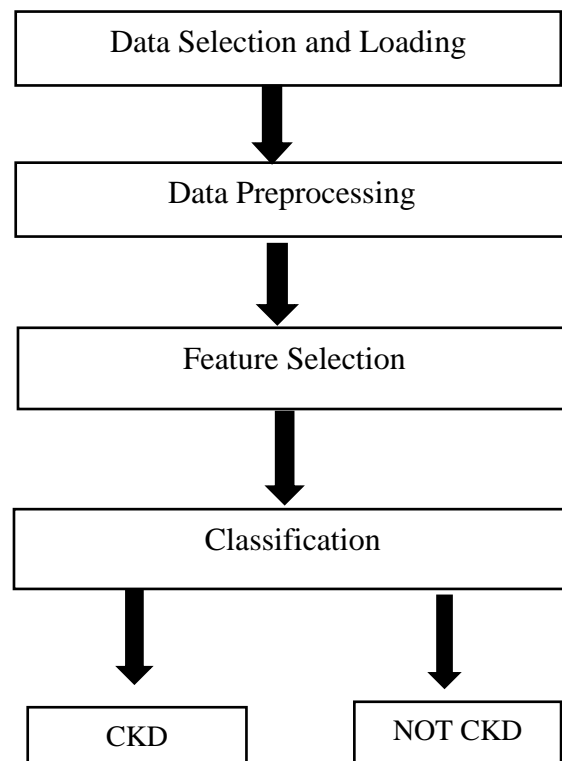 Data Selection and Loading
Data Preprocessing
Feature Selection
Classification
CKD
NOT CKD